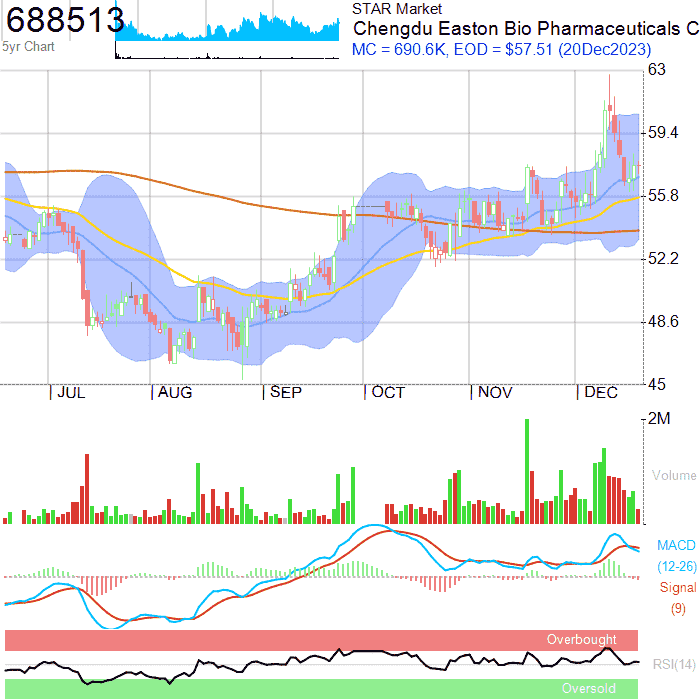 688513
5yr Chart
STAR Market
Chengdu Easton Bio Pharmaceuticals C
MC = 690.6K, EOD = $57.51 (20Dec2023)
63
59.4
55.8
52.2
48.6
45
JUL
AUG
SEP
OCT
NOV
DEC
2M
Volume
MACD
(12-26)
Signal
(9)
Overbought
RSI(14)
Oversold